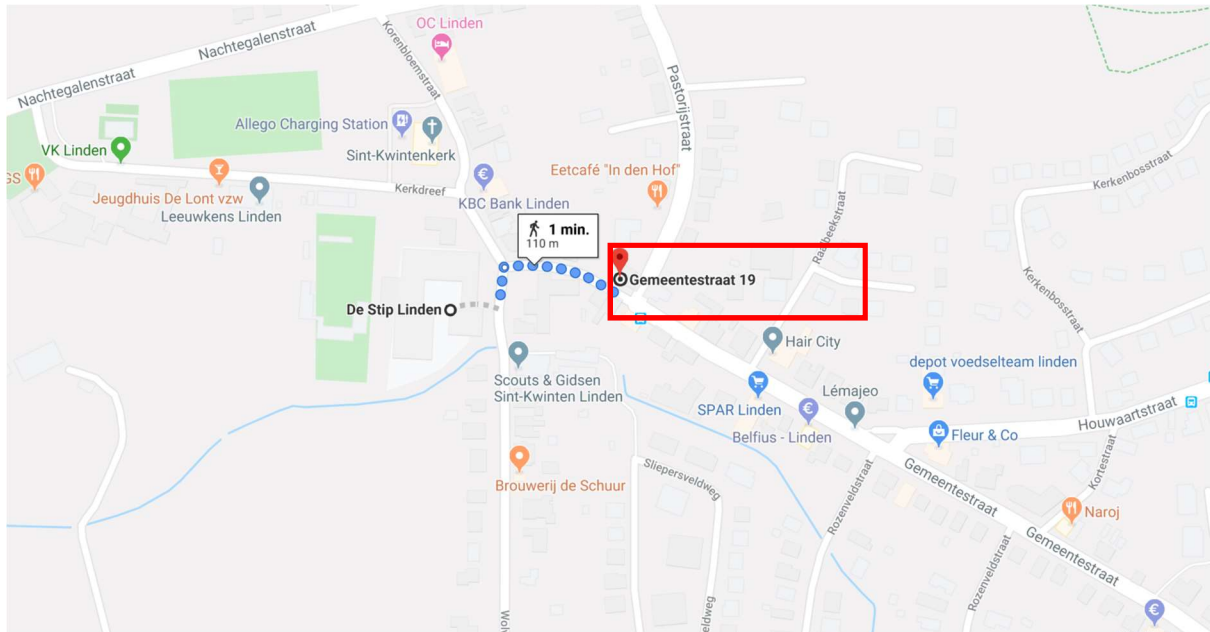 OC Linden
Nachtegalenstraat
Nachtegalenstraat
Korenbloemstraat
Pastorijstraat
Allego Charging Station
VK Linden
Sint-Kwintenkerk
Eetcafé "In den Hof"
GS
Jeugdhuis De Lont vzw
Leeuwkens Linden
Kerkdreef
KBC Bank Linden
Kerkenbosstraat
1 min.
110 m
Gemeentestraat 19
Kerkenbosstraat
De Stip Linden
Hair City
depot voedselteam linden
Scouts & Gidsen
Sint-Kwinten Linden
SPAR Linden
Lémajeo
Belfius - Linden
Fleur & Co
Houwaartstraat
Brouwerij de Schuur
Sliepersveldweg
Gemeentestraat
Kortestraat
Rozenveldstraat
Naroj
Gemeentestraat
Rozenveldstraat